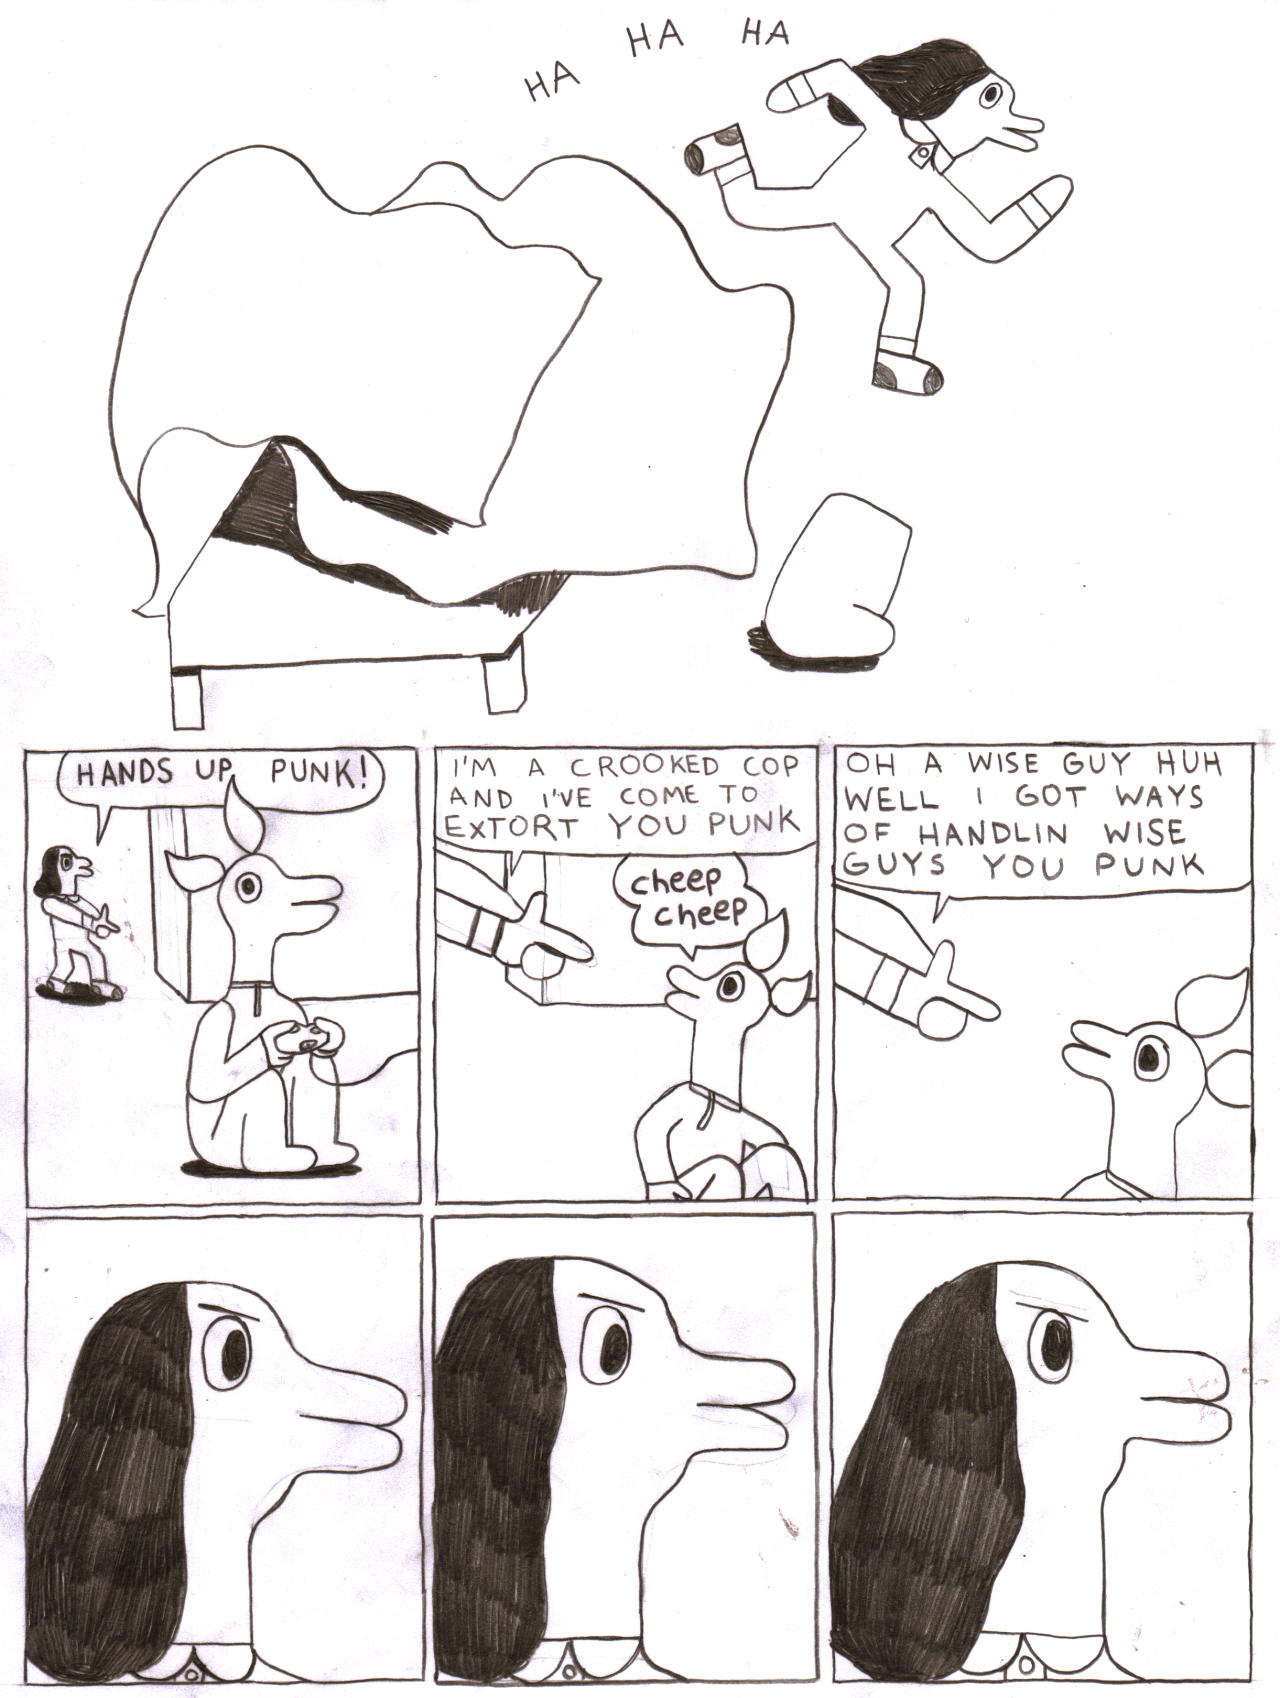 HA HA HA
HANDS UP PUNK!
I'M A CROOKED COP
AND I'VE COME TO
EXTORT YOU PUNK
cheep
cheep
OH A WISE GUY HUH
WELL I GOT WAYS
OF HANDLIN WISE
GUYS YOU PUNK